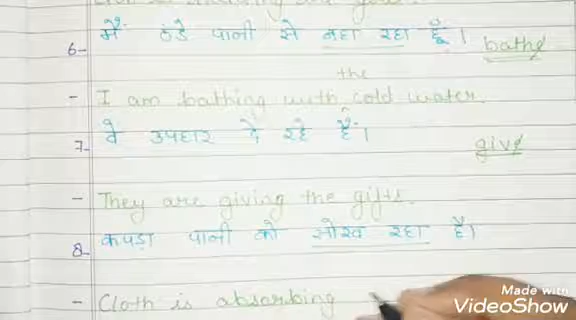 6- मैं ठंडे पानी से नहा रहा हूँ। bathe
the
- I am bathing with ^ cold water.
7- वे उपहार दे रहे हैं। give
- They are giving the gifts.
8- कपड़ा पानी को सोख रहा है।
- Cloth is absorbing
Made with
VideoShow